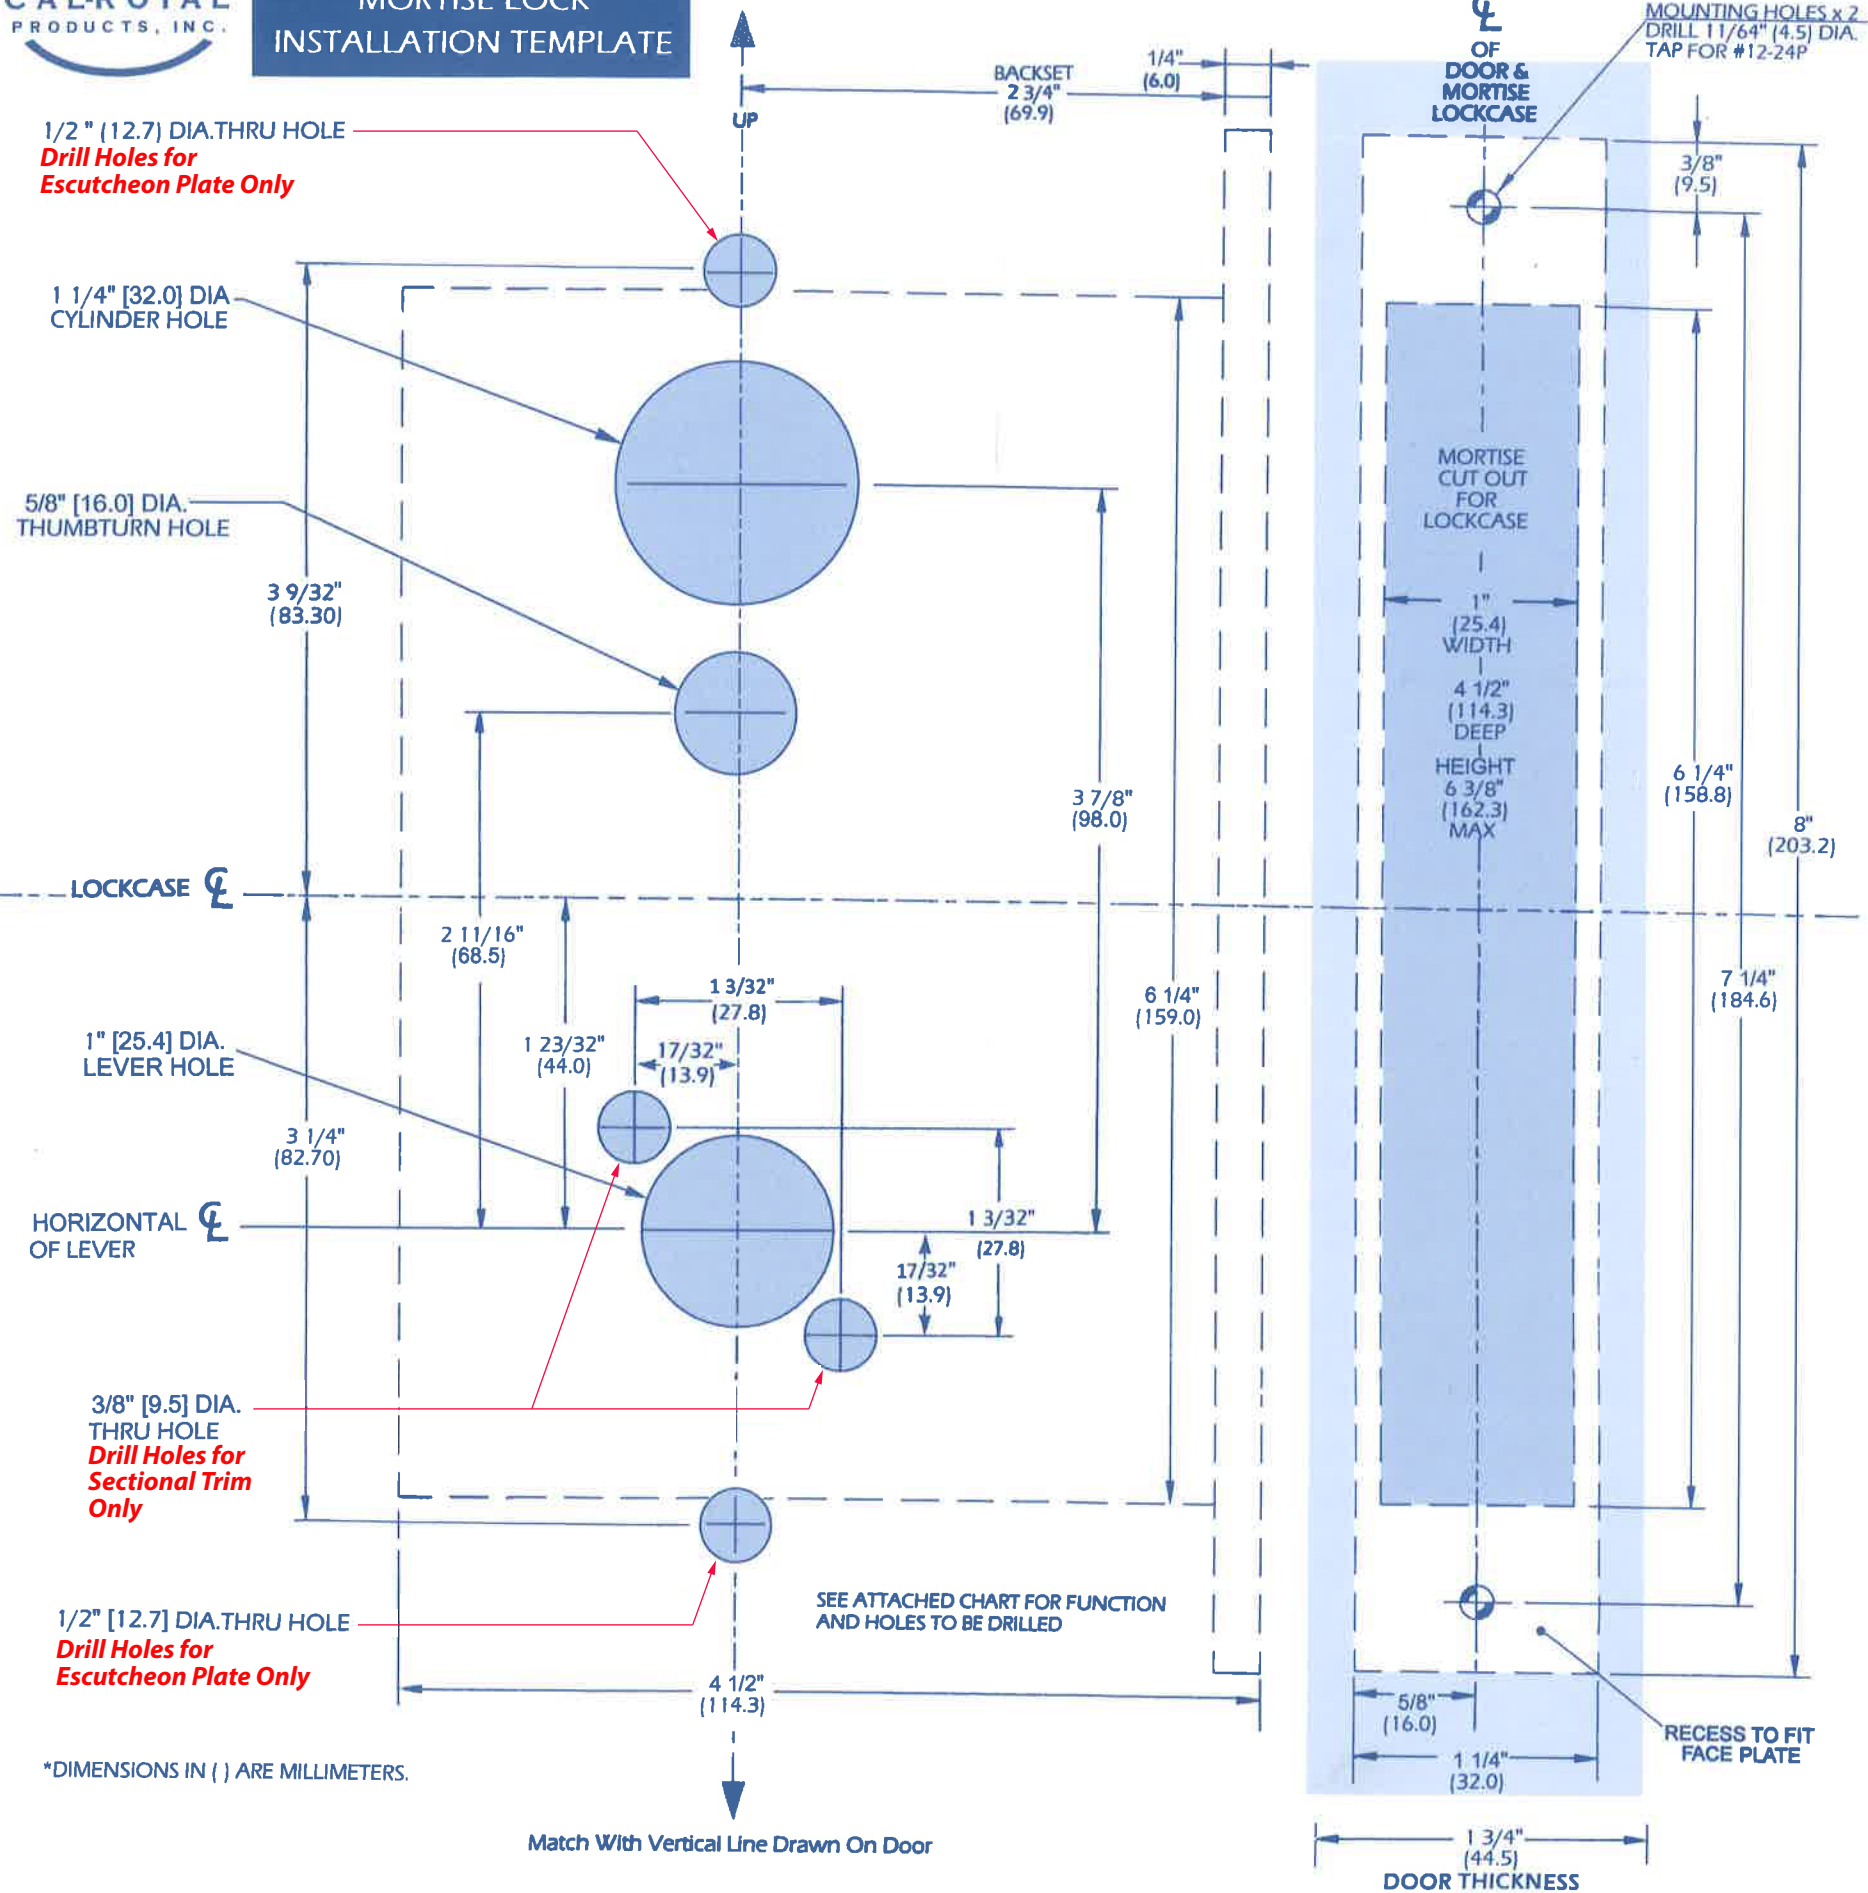 CAL-ROYAL
PRODUCTS, INC.
MORTISE LOCK
INSTALLATION TEMPLATE
UP
BACKSET
2 3/4"
(69.9)
1/4"
(6.0)
℄
OF
DOOR &
MORTISE
LOCKCASE
MOUNTING HOLES x 2
DRILL 11/64" (4.5) DIA.
TAP FOR #12-24P
3/8"
(9.5)
1/2 " (12.7) DIA.THRU HOLE
Drill Holes for
Escutcheon Plate Only
1 1/4" [32.0] DIA
CYLINDER HOLE
5/8" [16.0] DIA.
THUMBTURN HOLE
3 9/32"
(83.30)
MORTISE
CUT OUT
FOR
LOCKCASE
1"
(25.4)
WIDTH
4 1/2"
(114.3)
DEEP
HEIGHT
6 3/8"
(162.3)
MAX
3 7/8"
(98.0)
6 1/4"
(158.8)
8"
(203.2)
LOCKCASE ℄
2 11/16"
(68.5)
1 3/32"
(27.8)
6 1/4"
(159.0)
7 1/4"
(184.6)
1" [25.4] DIA.
LEVER HOLE
1 23/32"
(44.0)
17/32"
(13.9)
3 1/4"
(82.70)
HORIZONTAL ℄
OF LEVER
1 3/32"
(27.8)
17/32"
(13.9)
3/8" [9.5] DIA.
THRU HOLE
Drill Holes for
Sectional Trim
Only
1/2" [12.7] DIA.THRU HOLE
Drill Holes for
Escutcheon Plate Only
SEE ATTACHED CHART FOR FUNCTION
AND HOLES TO BE DRILLED
4 1/2"
(114.3)
5/8"
(16.0)
1 1/4"
(32.0)
RECESS TO FIT
FACE PLATE
*DIMENSIONS IN ( ) ARE MILLIMETERS.
Match With Vertical Line Drawn On Door
1 3/4"
(44.5)
DOOR THICKNESS